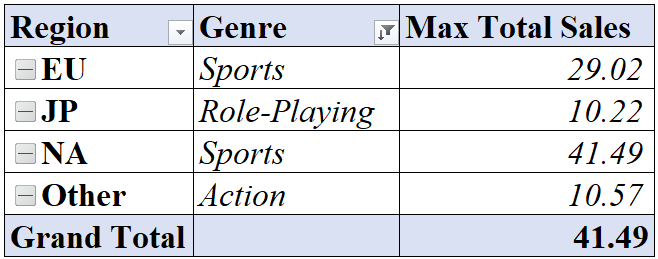 Region Genre Max Total Sales
EU Sports 29.02
JP Role-Playing 10.22
NA Sports 41.49
Other Action 10.57
Grand Total 41.49